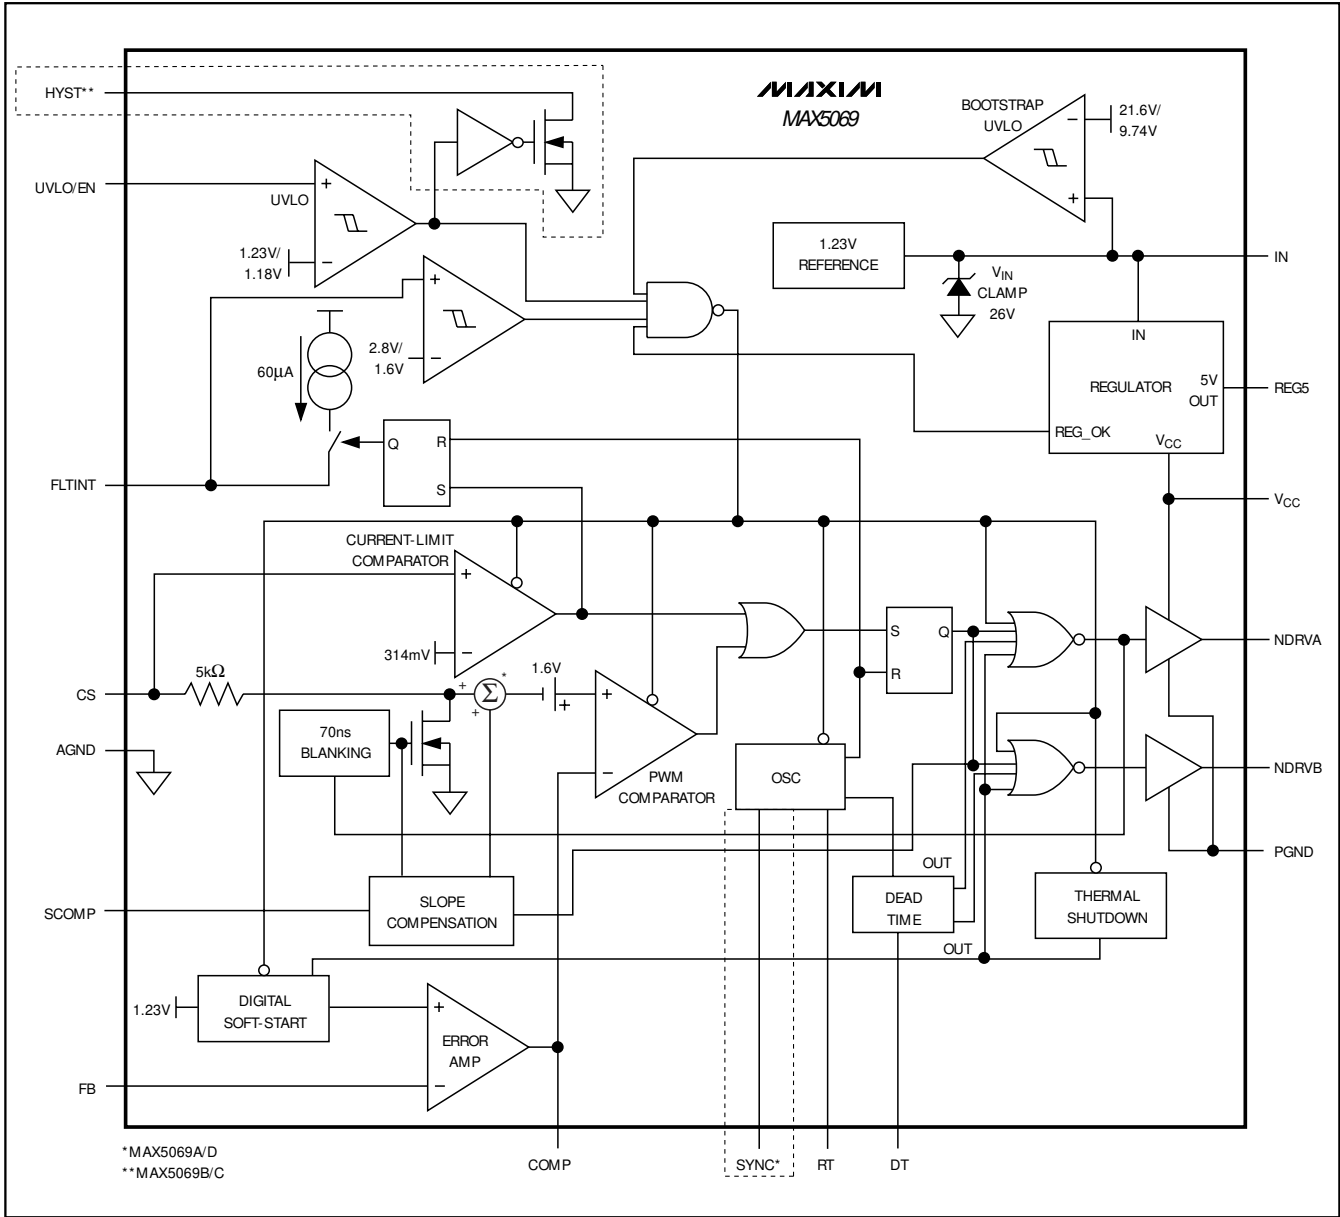 HYST**
MAXIM
MAX5069
BOOTSTRAP
UVLO
21.6V/
9.74V
−
+
UVLO/EN
+
UVLO
1.23V/
1.18V
−
1.23V
REFERENCE
IN
VIN
CLAMP
26V
+
2.8V/
1.6V
−
60μA
IN
REGULATOR
5V
OUT
REG_OK
VCC
REG5
Q
R
S
FLTINT
VCC
CURRENT-LIMIT
COMPARATOR
+
314mV
−
S
Q
R
NDRVA
5kΩ
CS
+
Σ
*
+
1.6V
+
+
−
PWM
COMPARATOR
70ns
BLANKING
AGND
OSC
NDRVB
PGND
OUT
SLOPE
COMPENSATION
SCOMP
DEAD
TIME
THERMAL
SHUTDOWN
OUT
1.23V
DIGITAL
SOFT-START
+
ERROR
AMP
−
FB
*MAX5069A/D
**MAX5069B/C
COMP
SYNC*
RT
DT